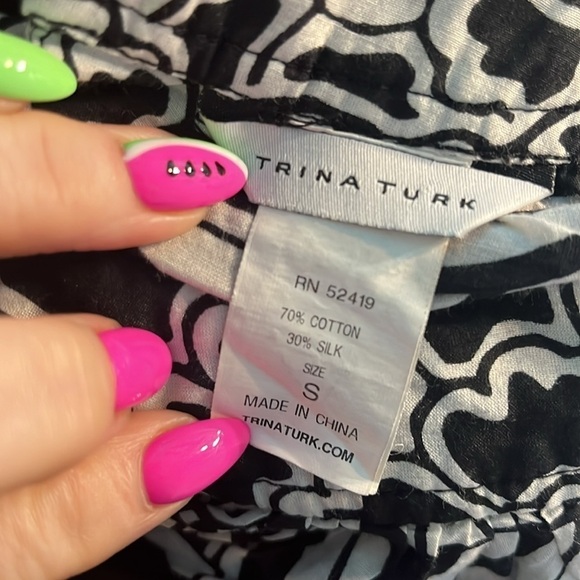 TRINA TURK
RN 52419
70% COTTON
30% SILK
SIZE
S
MADE IN CHINA
TRINATURK.COM